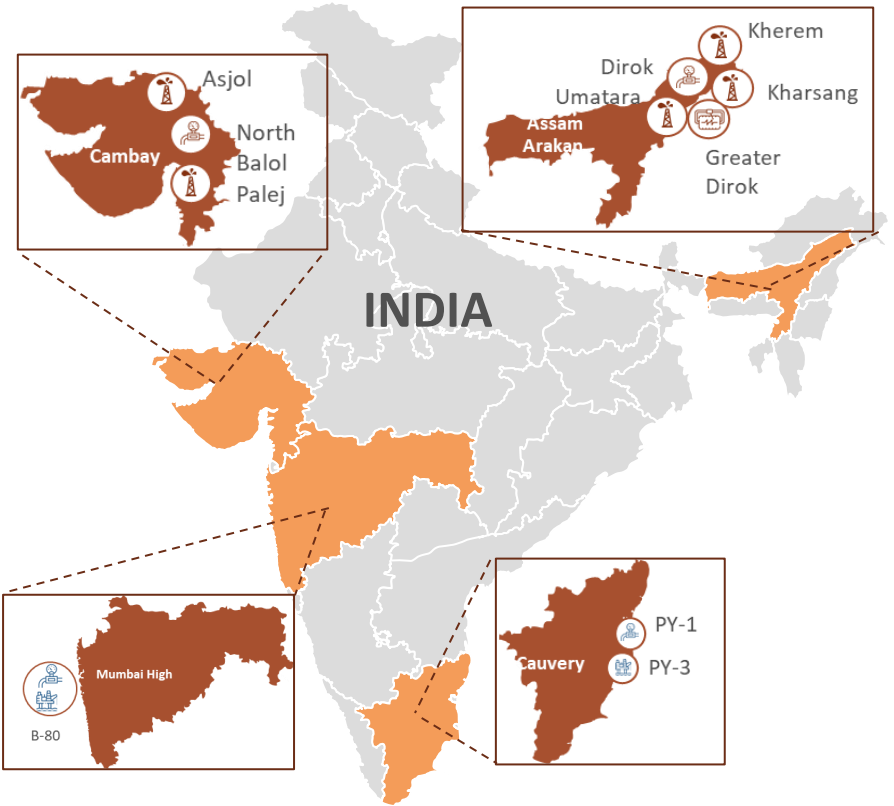 Asjol
North
Balol
Palej
Cambay
Kherem
Dirok
Umatara
Kharsang
Assam
Arakan
Greater
Dirok
INDIA
Mumbai High
B-80
PY-1
PY-3
Cauvery